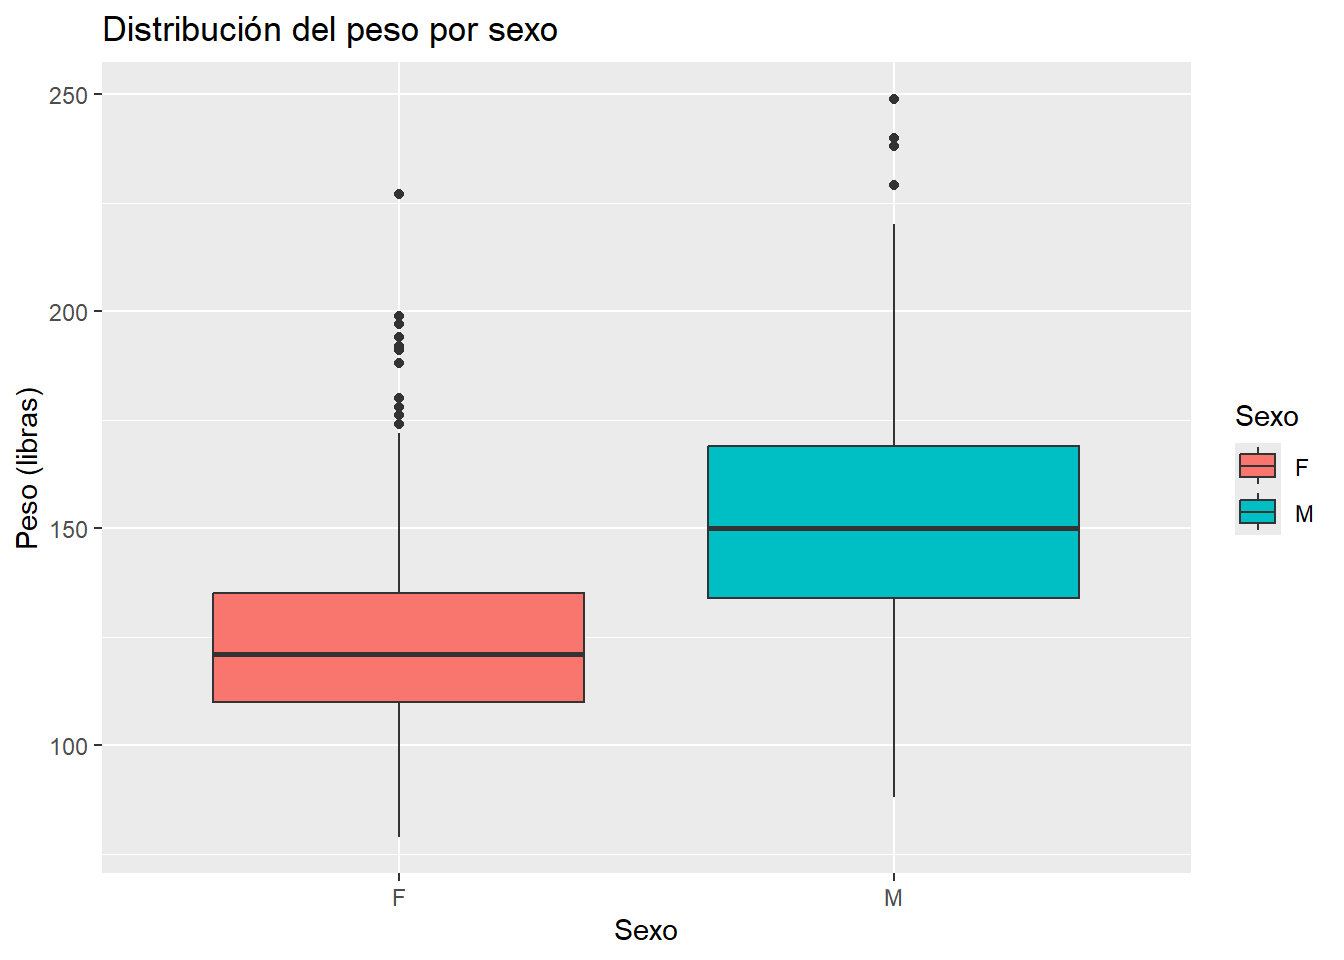 Distribución del peso por sexo
Peso (libras)
250
200
150
100
F
M
Sexo
Sexo
F
M